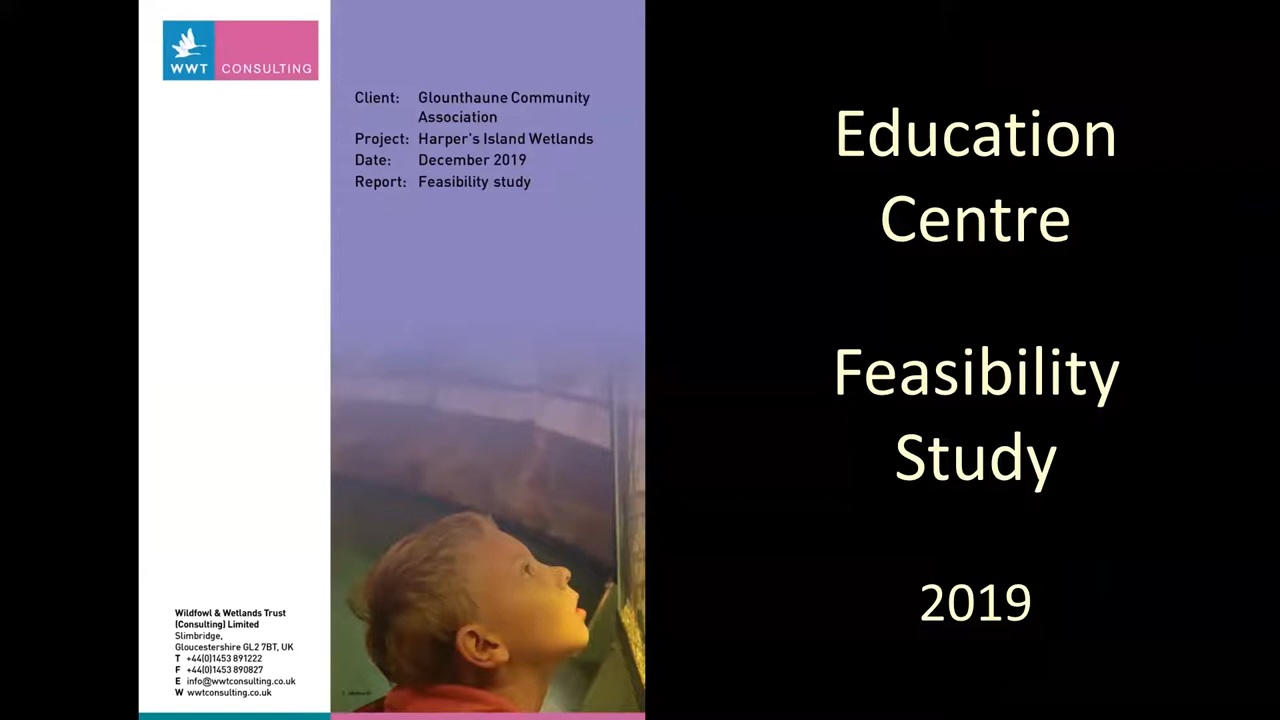 WWT CONSULTING
Client: Glounthaune Community
Association
Project: Harper's Island Wetlands
Date: December 2019
Report: Feasibility study
Wildfowl & Wetlands Trust
(Consulting) Limited
Slimbridge,
Gloucestershire GL2 7BT, UK
T +44(0)1453 891222
F +44(0)1453 890827
E info@wwtconsulting.co.uk
W wwtconsulting.co.uk
Education
Centre
Feasibility
Study
2019